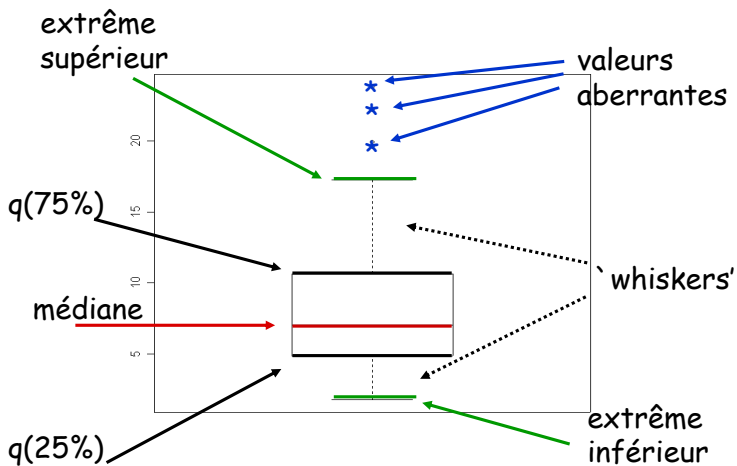 extrême
supérieur
valeurs
aberrantes
20
q(75%)
15
10
‘whiskers’
médiane
5
q(25%)
extrême
inférieur